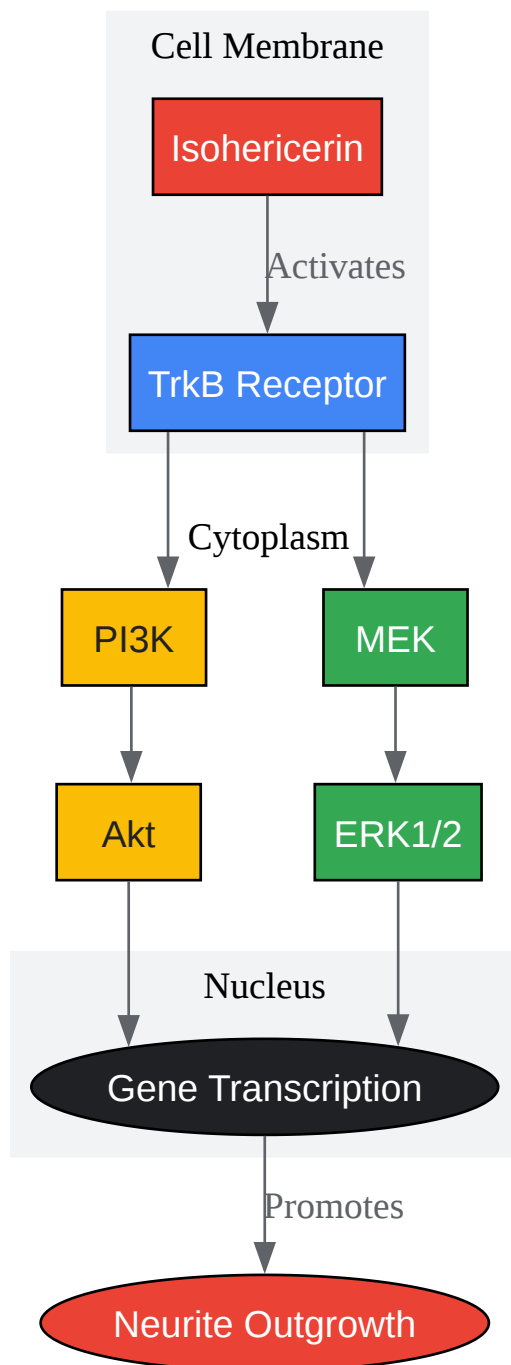 Cell Membrane
Isohericerin
Activates
TrkB Receptor
Cytoplasm
PI3K
MEK
Akt
ERK1/2
Nucleus
Gene Transcription
Promotes
Neurite Outgrowth